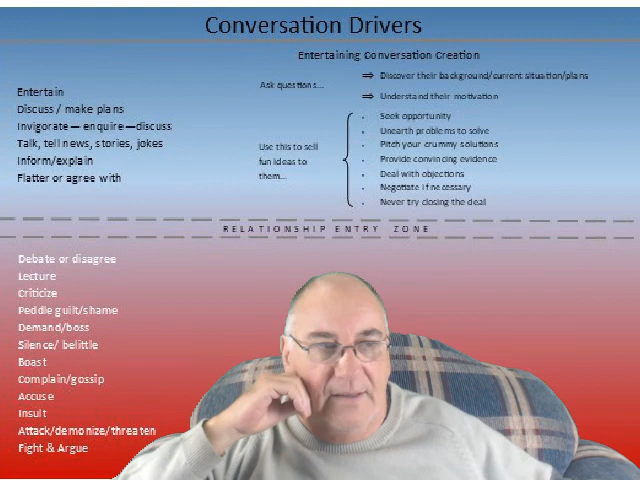 Conversation Drivers
Entertaining Conversation Creation
Ask questions...
⇒ Discover their background/current situation/plans
⇒ Understand their motivation
Entertain
Discuss / make plans
Invigorate — enquire —discuss
Talk, tell news, stories, jokes
Inform/explain
Flatter or agree with
Use this to sell
fun ideas to
them...
• Seek opportunity
• Unearth problems to solve
• Pitch your crummy solutions
• Provide convincing evidence
• Deal with objections
• Negotiate if necessary
• Never try closing the deal
RELATIONSHIP ENTRY ZONE
Debate or disagree
Lecture
Criticize
Peddle guilt/shame
Demand/boss
Silence/ belittle
Boast
Complain/gossip
Accuse
Insult
Attack/demonize/threaten
Fight & Argue